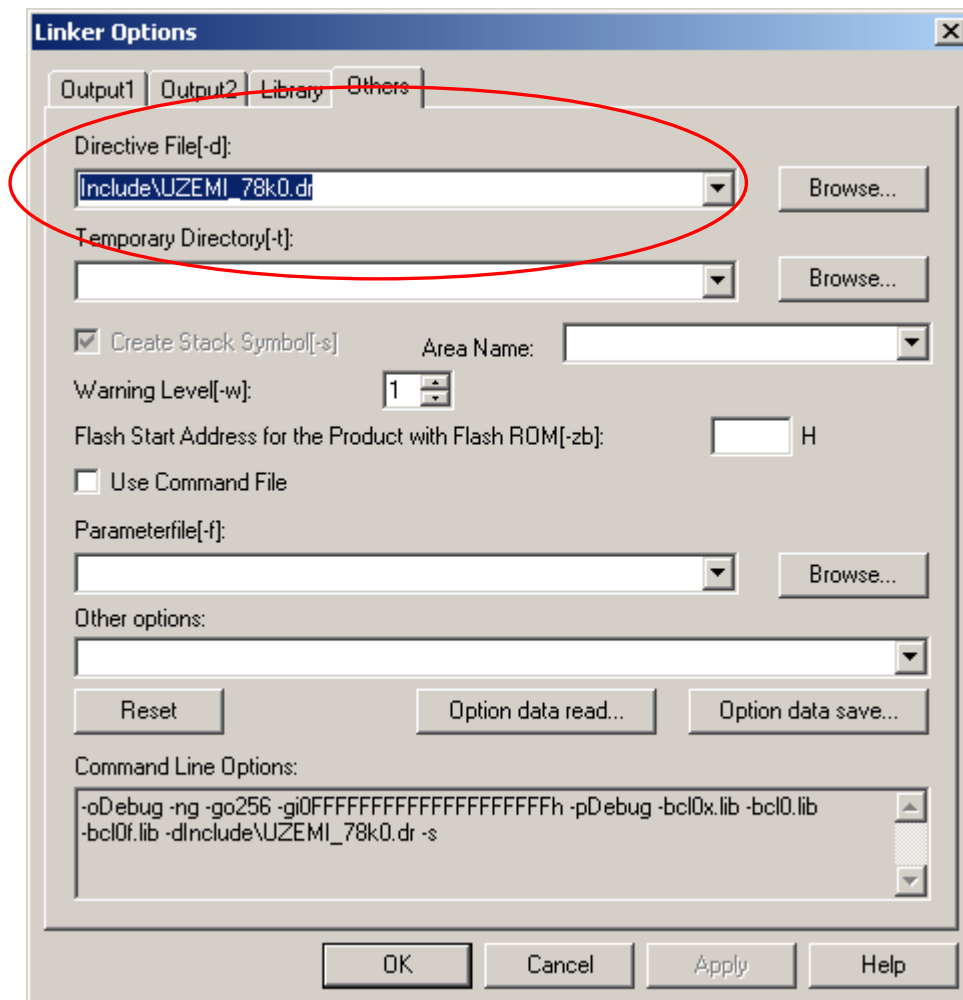 Linker Options
Output1 Output2 Library Others
Directive File[-d]:
Include\UZEMI_78k0.dr Browse...
Temporary Directory[-t]:
Browse...
Create Stack Symbol[-s] Area Name:
Warning Level[-w]: 1
Flash Start Address for the Product with Flash ROM[-zb]: H
Use Command File
Parameterfile[-f]:
Browse...
Other options:
Reset Option data read... Option data save...
Command Line Options:
-oDebug -ng -go256 -gi0FFFFFFFFFFFFFFFFFFFh -pDebug -bcl0x.lib -bcl0.lib
-bcl0f.lib -dInclude\UZEMI_78k0.dr -s
OK Cancel Apply Help